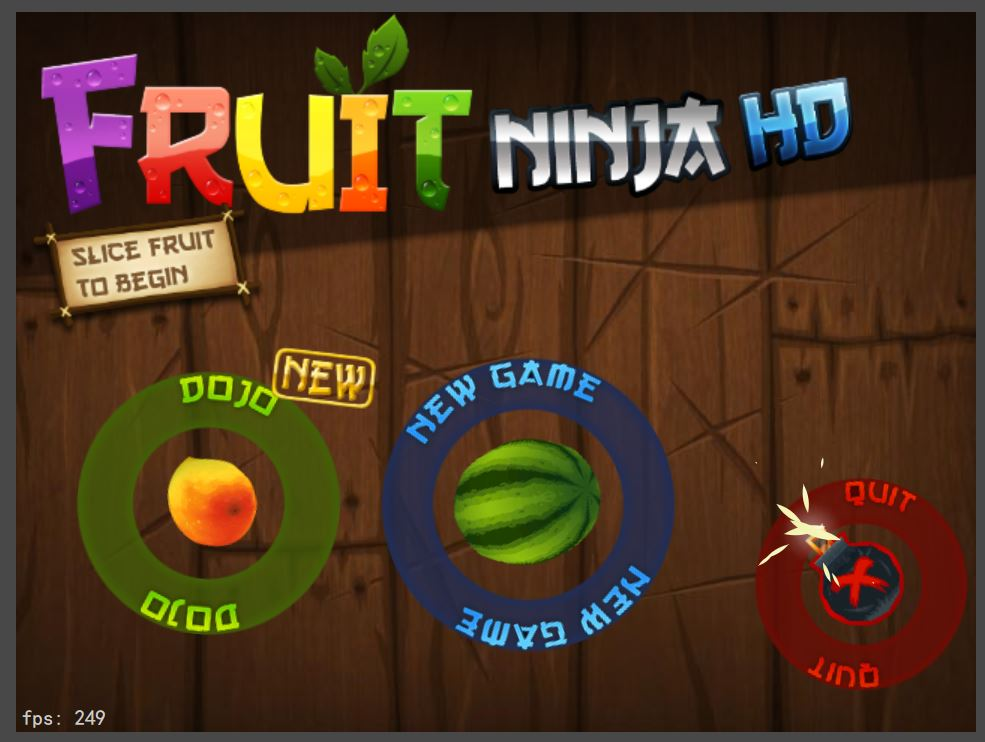 FRUIT NINJA HD
SLICE FRUIT
TO BEGIN
NEW
DOJO
DOJO
NEW GAME
NEW GAME
QUIT
QUIT
fps: 249